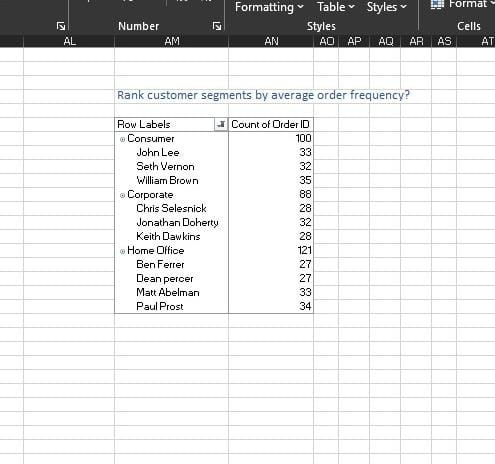 Formatting Table Styles Format
Number Styles Cells
AL AM AN AO AP AQ AR AS AT
Rank customer segments by average order frequency?
Row Labels Count of Order ID
Consumer 100
John Lee 33
Seth Vernon 32
William Brown 35
Corporate 88
Chris Selesnick 28
Jonathan Doherty 32
Keith Dawkins 28
Home Office 121
Ben Ferrer 27
Dean percer 27
Matt Abelman 33
Paul Prost 34